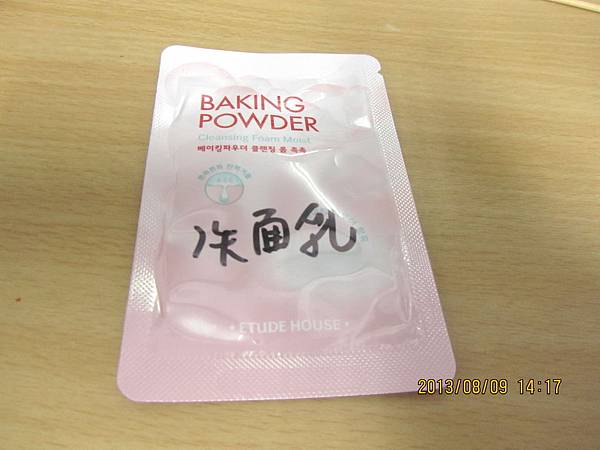 BAKING
POWDER
Cleansing Foam Moist
베이킹파우더 클렌징 폼 촉촉
洗面乳
• ETUDE HOUSE •
2013/08/09 14:17